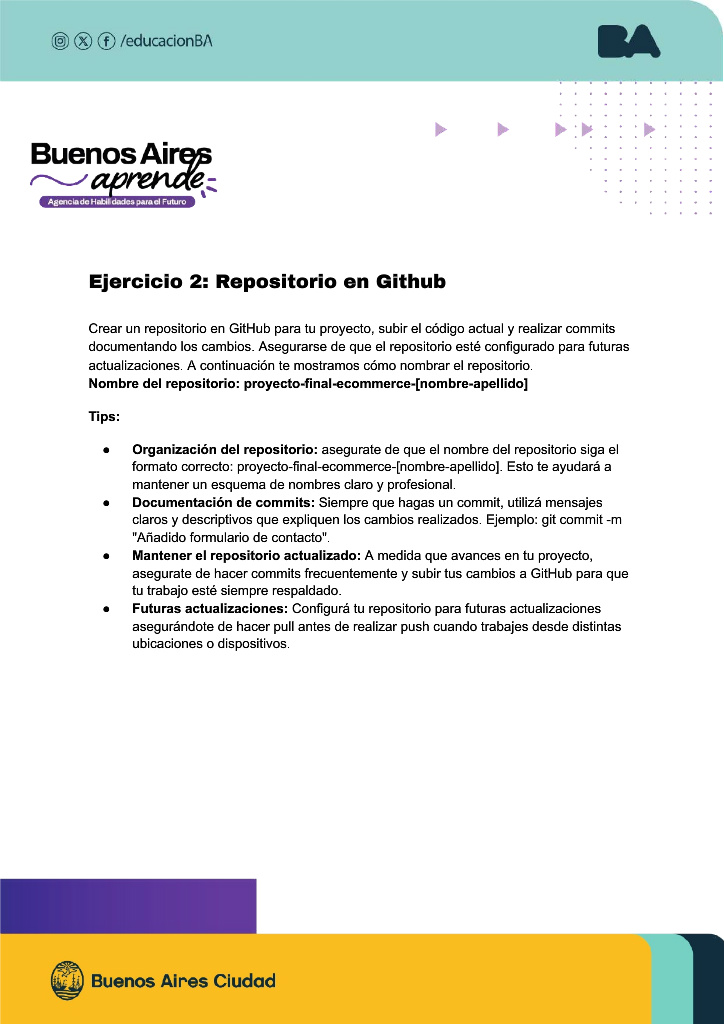 /educacionBA
BA
Buenos Aires
aprende
Agencia de Habilidades para el Futuro
Ejercicio 2: Repositorio en Github
Crear un repositorio en GitHub para tu proyecto, subir el código actual y realizar commits
documentando los cambios. Asegurarse de que el repositorio esté configurado para futuras
actualizaciones. A continuación te mostramos cómo nombrar el repositorio.
Nombre del repositorio: proyecto-final-ecommerce-[nombre-apellido]
Tips:
● Organización del repositorio: asegurate de que el nombre del repositorio siga el
formato correcto: proyecto-final-ecommerce-[nombre-apellido]. Esto te ayudará a
mantener un esquema de nombres claro y profesional.
● Documentación de commits: Siempre que hagas un commit, utilizá mensajes
claros y descriptivos que expliquen los cambios realizados. Ejemplo: git commit -m
"Añadido formulario de contacto".
● Mantener el repositorio actualizado: A medida que avances en tu proyecto,
asegurate de hacer commits frecuentemente y subir tus cambios a GitHub para que
tu trabajo esté siempre respaldado.
● Futuras actualizaciones: Configurá tu repositorio para futuras actualizaciones
asegurándote de hacer pull antes de realizar push cuando trabajes desde distintas
ubicaciones o dispositivos.
Buenos Aires Ciudad